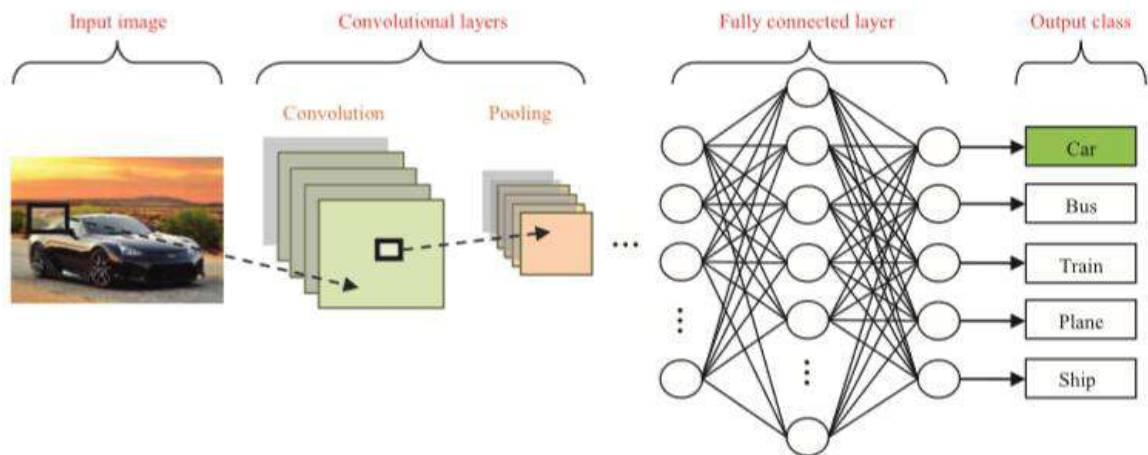 Input image
Convolutional layers
Fully connected layer
Output class
Convolution
Pooling
Car
Bus
Train
Plane
Ship